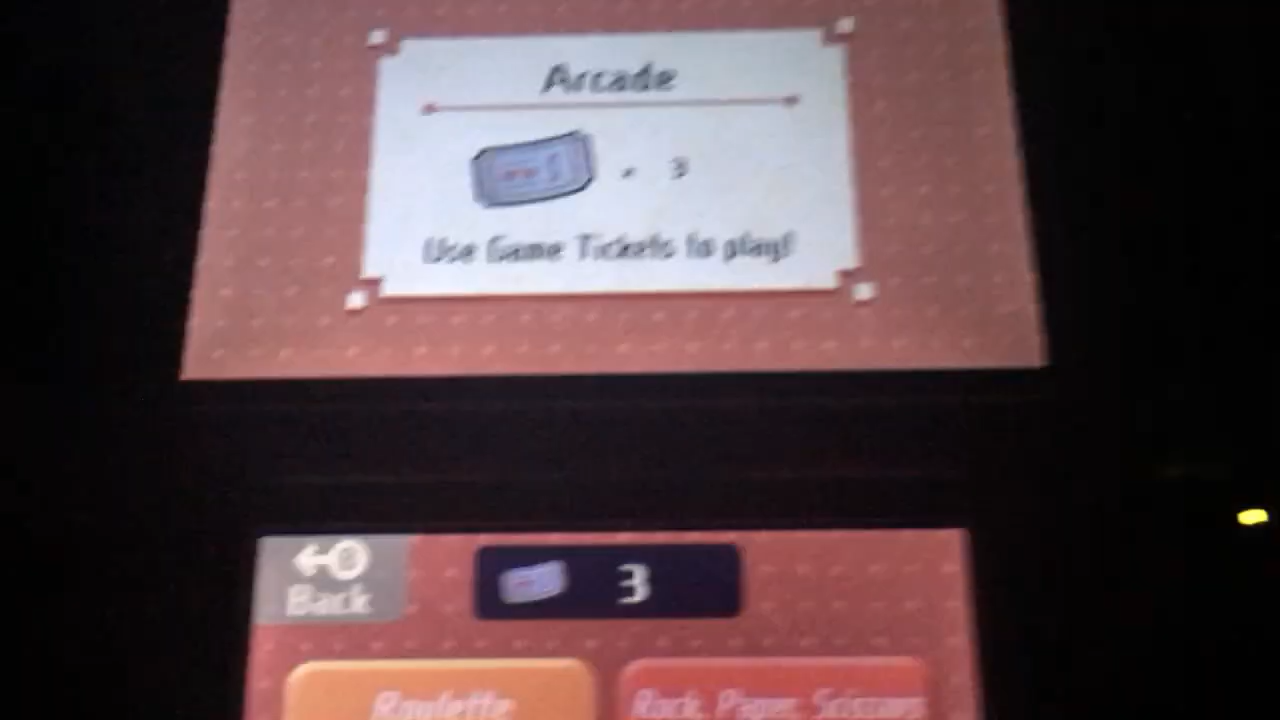 Arcade
× 3
Use Game Tickets to play!
Back
3
Roulette
Rock, Paper, Scissors